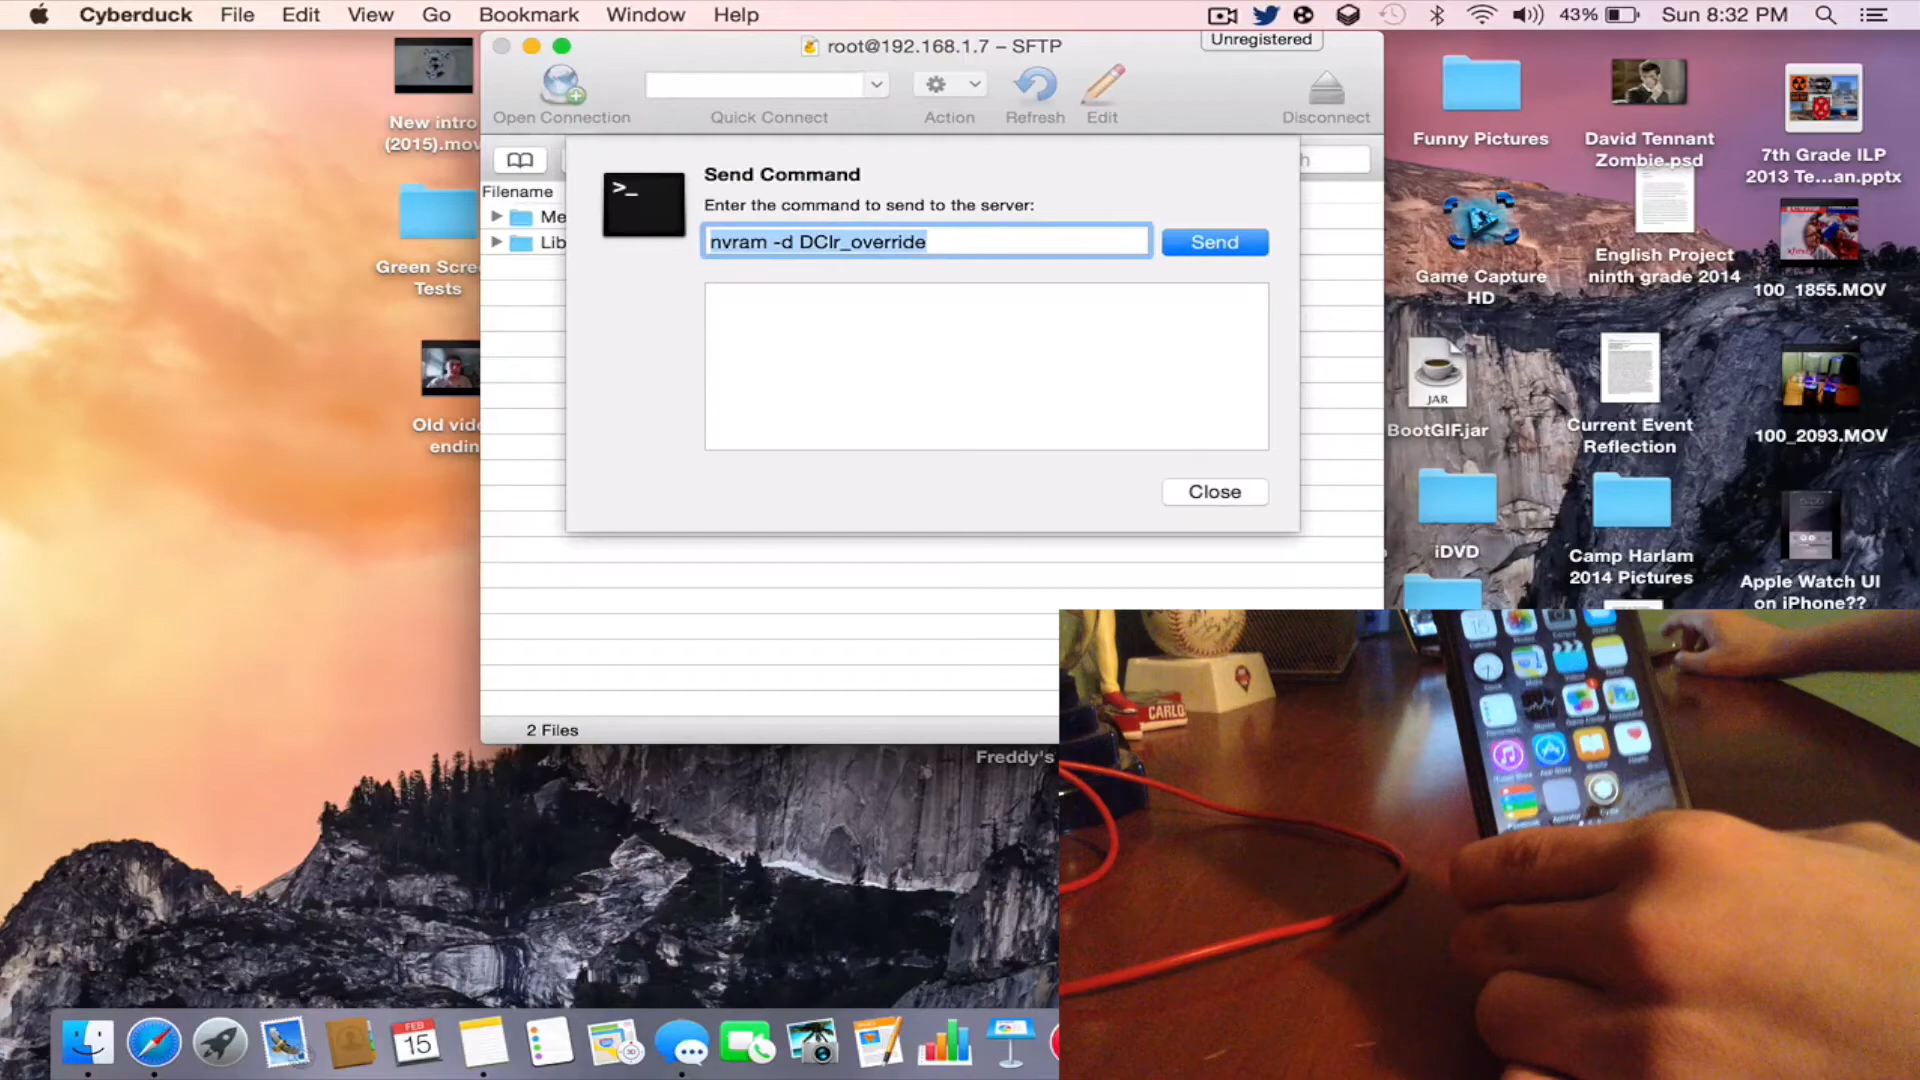 Cyberduck File Edit View Go Bookmark Window Help
43% Sun 8:32 PM
root@192.168.1.7 – SFTP
Unregistered
Open Connection
Quick Connect
Action
Refresh
Edit
Disconnect
Filename
Me
Lib
Send Command
Enter the command to send to the server:
nvram -d DClr_override
Send
Close
2 Files
New intro
(2015).mov
Green Scre
Tests
Old vid
endin
Funny Pictures
David Tennant
Zombie.psd
7th Grade ILP
2013 Te...an.pptx
Game Capture
HD
English Project
ninth grade 2014
100_1855.MOV
JAR
BootGIF.jar
Current Event
Reflection
100_2093.MOV
iDVD
Camp Harlam
2014 Pictures
Apple Watch UI
on iPhone??
Freddy's
CARLO
FEB
15